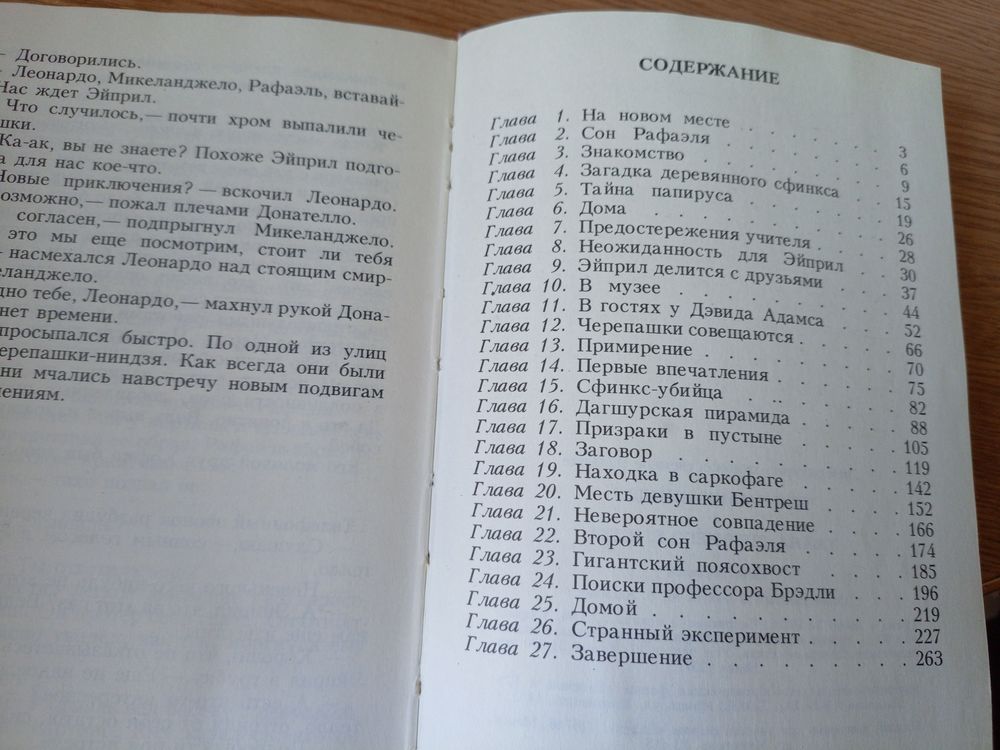 — Договорились.
— Леонардо, Микеланджело, Рафаэль, вставай-
Нас ждет Эйприл.
Что случилось,— почти хром выпалили че-
шки.
Ка-ак, вы не знаете? Похоже Эйприл подго-
а для нас кое-что.
Новые приключения? — вскочил Леонардо.
озможно,— пожал плечами Донателло.
согласен,— подпрыгнул Микеланджело.
это мы еще посмотрим, стоит ли тебя
— насмехался Леонардо над стоящим смир-
еланджело.
дно тебе, Леонардо,— махнул рукой Дона-
нет времени.
просыпался быстро. По одной из улиц
ерепашки-ниндзя. Как всегда они были
ни мчались навстречу новым подвигам
чениям.
СОДЕРЖАНИЕ
Глава 1. На новом месте . . . . 3
Глава 2. Сон Рафаэля . . . . 6
Глава 3. Знакомство . . . . 9
Глава 4. Загадка деревянного сфинкса . . . . 15
Глава 5. Тайна папируса . . . . 19
Глава 6. Дома . . . . 26
Глава 7. Предостережения учителя . . . . 28
Глава 8. Неожиданность для Эйприл . . . . 30
Глава 9. Эйприл делится с друзьями . . . . 37
Глава 10. В музее . . . . 44
Глава 11. В гостях у Дэвида Адамса . . . . 52
Глава 12. Черепашки совещаются . . . . 66
Глава 13. Примирение . . . . 70
Глава 14. Первые впечатления . . . . 75
Глава 15. Сфинкс-убийца . . . . 82
Глава 16. Дагшурская пирамида . . . . 88
Глава 17. Призраки в пустыне . . . . 105
Глава 18. Заговор . . . . 119
Глава 19. Находка в саркофаге . . . . 142
Глава 20. Месть девушки Бентреш . . . . 152
Глава 21. Невероятное совпадение . . . . 166
Глава 22. Второй сон Рафаэля . . . . 174
Глава 23. Гигантский поясохвост . . . . 185
Глава 24. Поиски профессора Брэдли . . . . 196
Глава 25. Домой . . . . 219
Глава 26. Странный эксперимент . . . . 227
Глава 27. Завершение . . . . 263